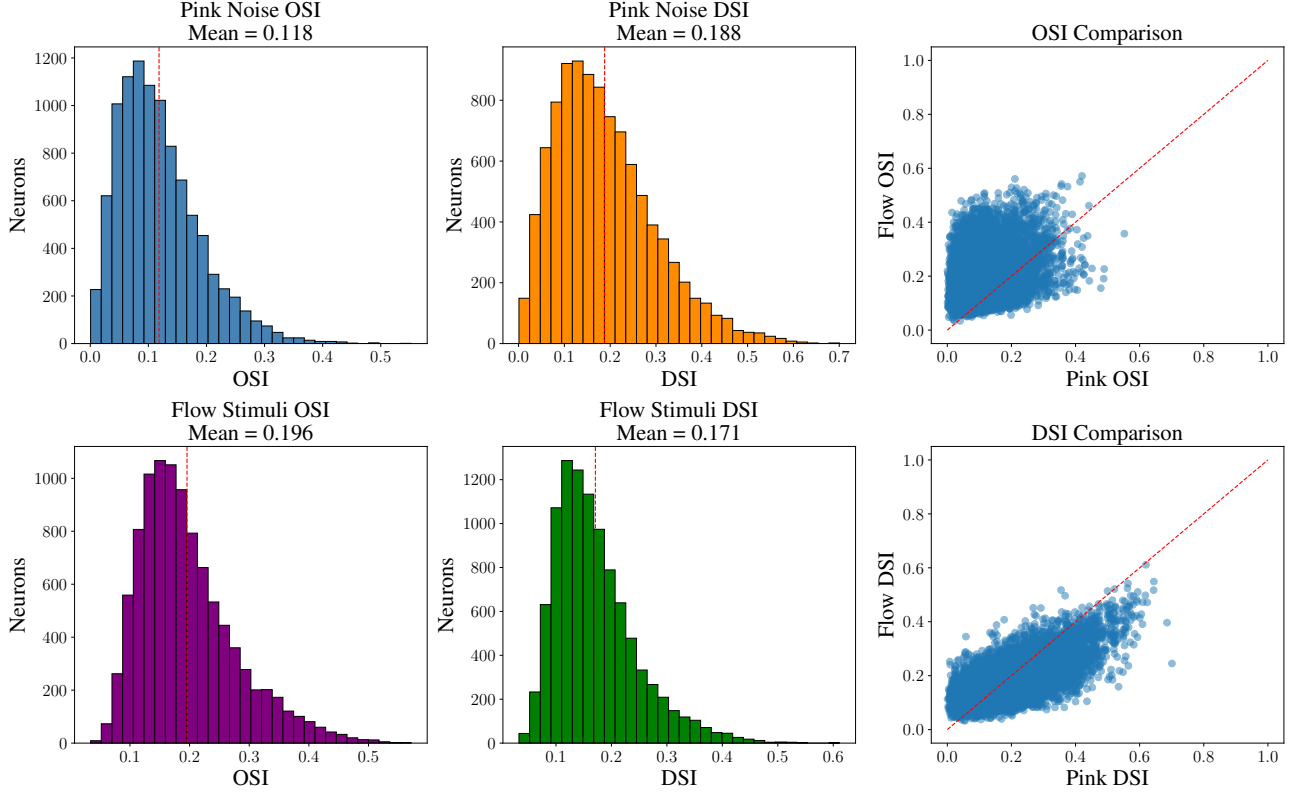 Pink Noise OSI
Mean = 0.118
Neurons
1200
1000
800
600
400
200
0
0.0 0.1 0.2 0.3 0.4 0.5
OSI
Pink Noise DSI
Mean = 0.188
Neurons
800
600
400
200
0
0.0 0.1 0.2 0.3 0.4 0.5 0.6 0.7
DSI
OSI Comparison
Flow OSI
1.0
0.8
0.6
0.4
0.2
0.0
0.0 0.2 0.4 0.6 0.8 1.0
Pink OSI
Flow Stimuli OSI
Mean = 0.196
Neurons
1000
800
600
400
200
0
0.1 0.2 0.3 0.4 0.5
OSI
Flow Stimuli DSI
Mean = 0.171
Neurons
1200
1000
800
600
400
200
0
0.1 0.2 0.3 0.4 0.5 0.6
DSI
DSI Comparison
Flow DSI
1.0
0.8
0.6
0.4
0.2
0.0
0.0 0.2 0.4 0.6 0.8 1.0
Pink DSI